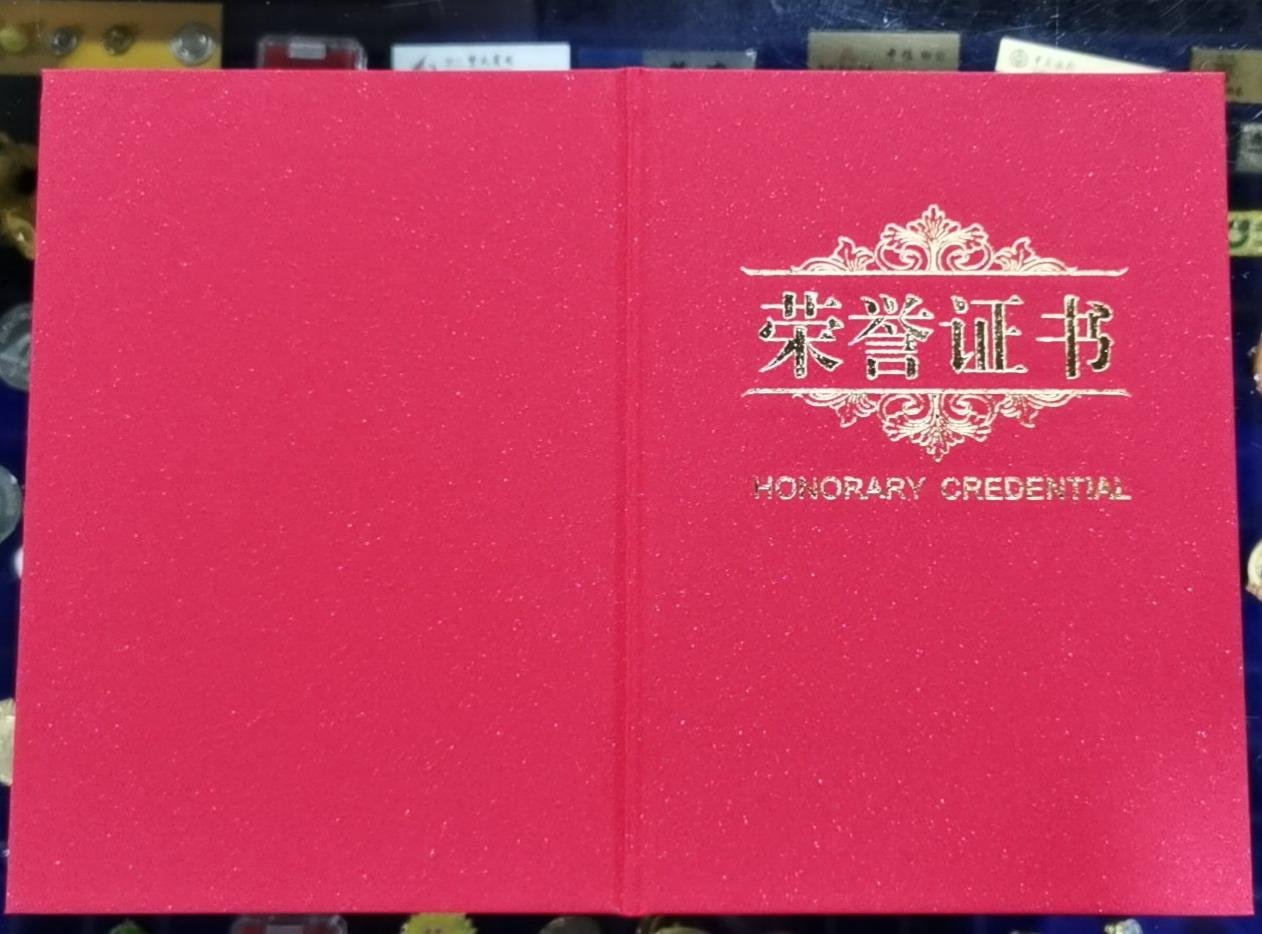 荣誉证书
HONORARY CREDENTIAL